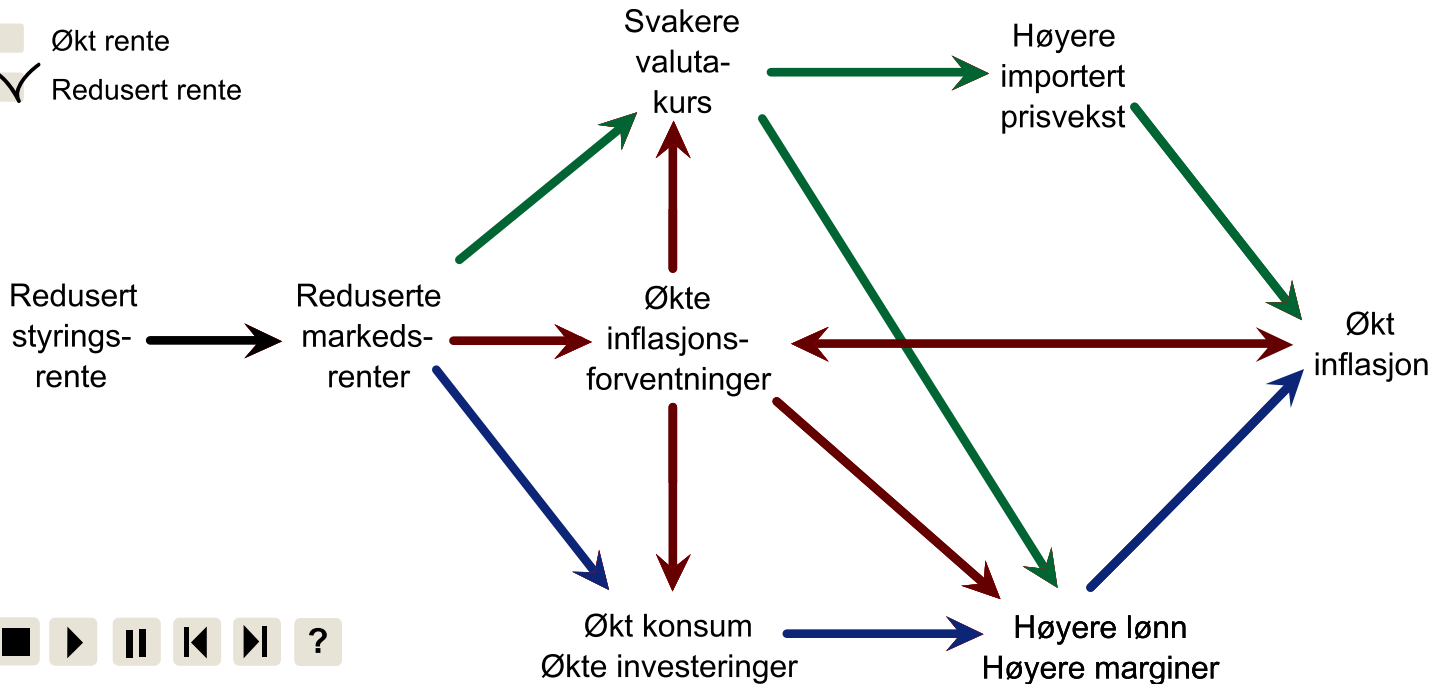 Økt rente
Redusert rente
Svakere
valuta-
kurs
Høyere
importert
prisvekst
Redusert
styrings-
rente
Reduserte
markeds-
renter
Økte
inflasjons-
forventninger
Økt
inflasjon
Økt konsum
Økte investeringer
Høyere lønn
Høyere marginer
?